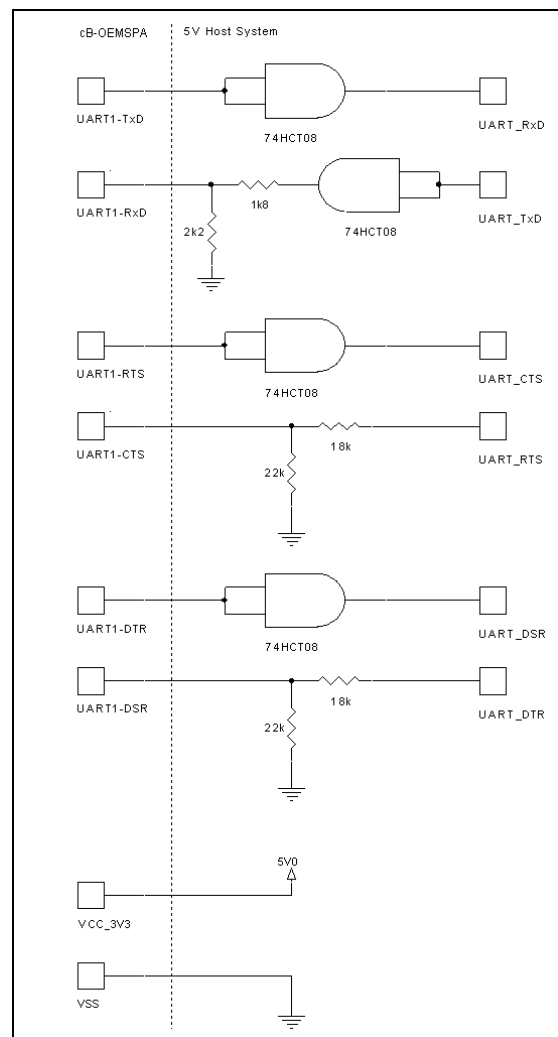 cB-OEMSPA
5V Host System
UART1-TxD
74HCT08
UART_RxD
UART1-RxD
1k8
2k2
74HCT08
UART_TxD
UART1-RTS
74HCT08
UART_CTS
UART1-CTS
18k
22k
UART_RTS
UART1-DTR
74HCT08
UART_DSR
UART1-DSR
18k
22k
UART_DTR
5V0
VCC_3V3
VSS